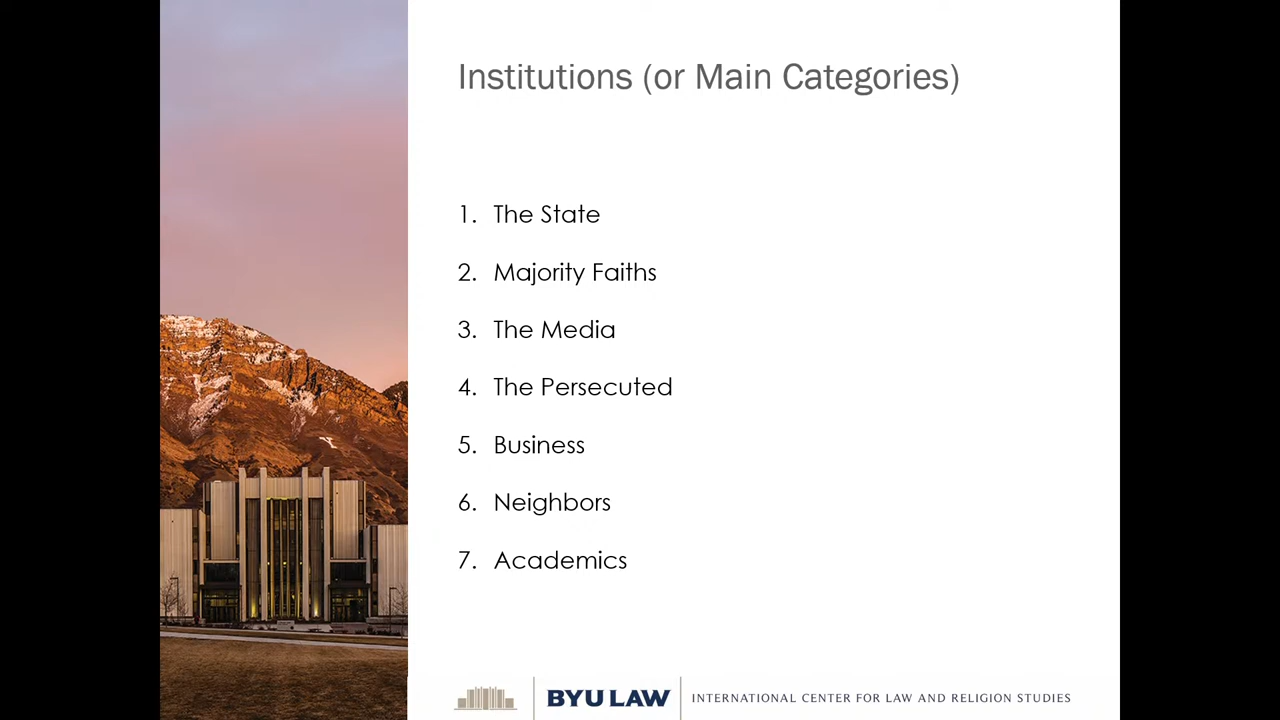 Institutions (or Main Categories)
1. The State
2. Majority Faiths
3. The Media
4. The Persecuted
5. Business
6. Neighbors
7. Academics
BYU LAW
INTERNATIONAL CENTER FOR LAW AND RELIGION STUDIES